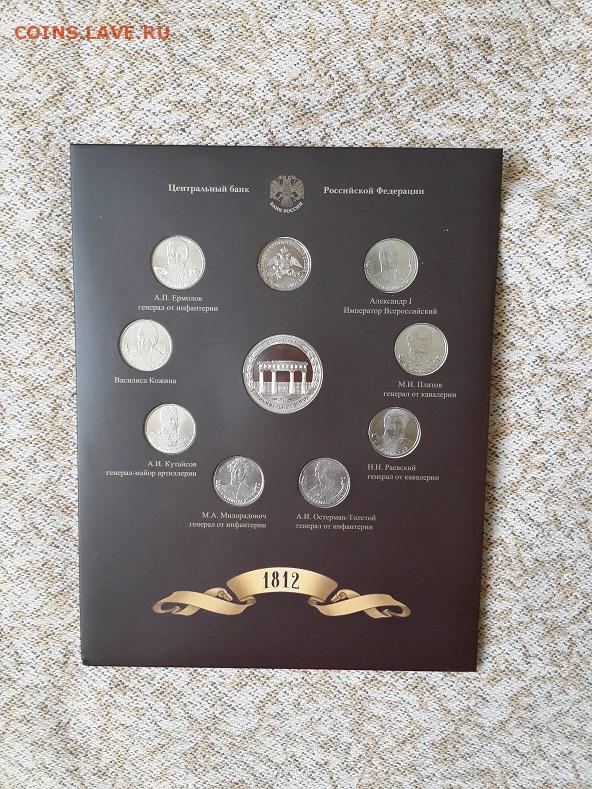 COINS.LAVE.RU
Центральный банк
Российской Федерации
БАНК РОССИИ
А.П. Ермолов
генерал от инфантерии
Александр I
Император Всероссийский
Василиса Кожина
М.И. Платов
генерал от кавалерии
А.И. Кутайсов
генерал-майор артиллерии
Н.Н. Раевский
генерал от кавалерии
М.А. Милорадович
генерал от инфантерии
А.И. Остерман-Толстой
генерал от инфантерии
1812